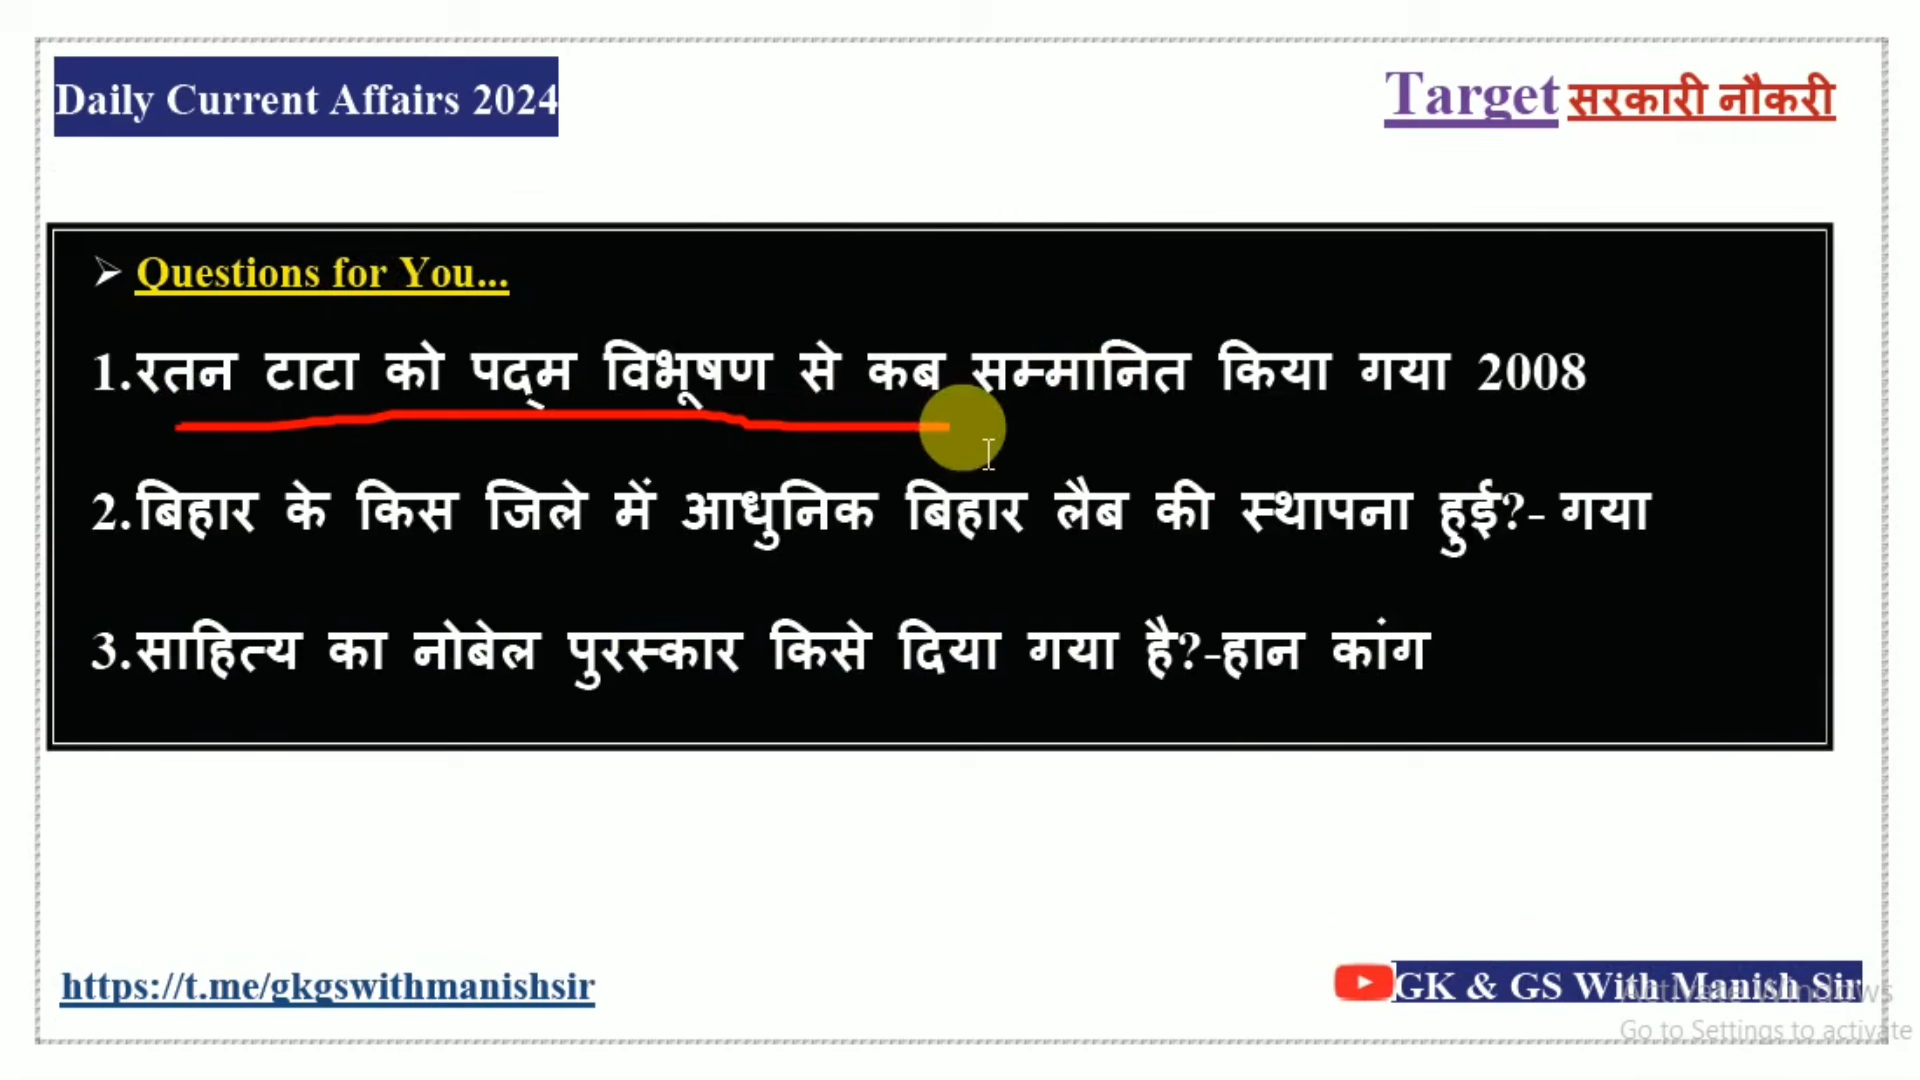 Daily Current Affairs 2024
Target सरकारी नौकरी
➢ Questions for You...
1.रतन टाटा को पद्म विभूषण से कब सम्मानित किया गया 2008
2.बिहार के किस जिले में आधुनिक बिहार लैब की स्थापना हुई?- गया
3.साहित्य का नोबेल पुरस्कार किसे दिया गया है?-हान कांग
https://t.me/gkgswithmanishsir
GK & GS With Manish Sir
Activate Windows
Go to Settings to activate